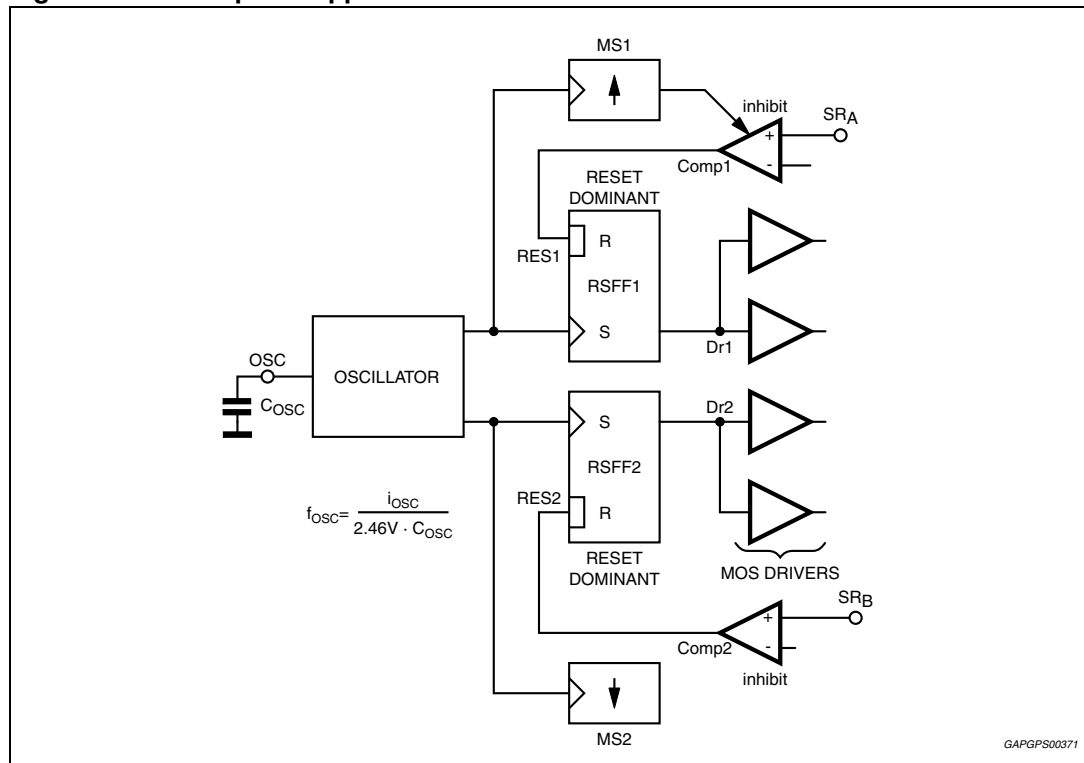 MS1
inhibit
SRA
+
-
Comp1
RESET
DOMINANT
R
RES1
RSFF1
S
Dr1
OSC
OSCILLATOR
COSC
Dr2
S
RSFF2
RES2
R
fOSC= iOSC
2.46V · COSC
RESET
DOMINANT
MOS DRIVERS
SRB
+
-
Comp2
inhibit
MS2
GAPGPS00371